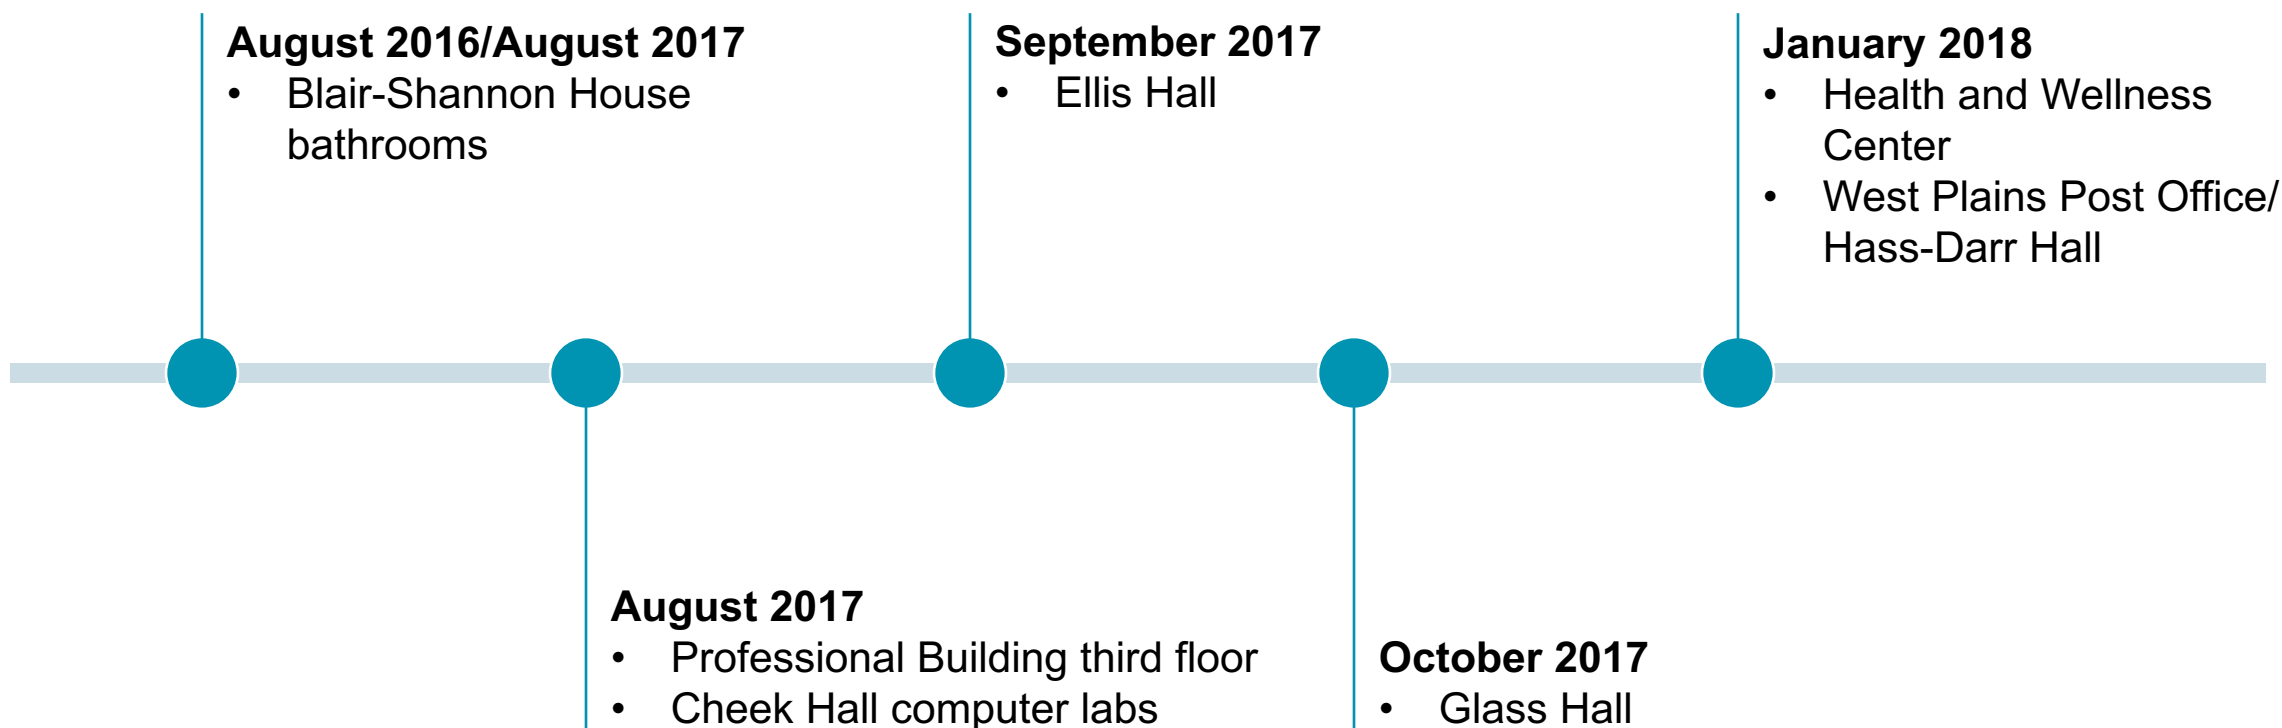 August 2016/August 2017
• Blair-Shannon House
bathrooms
September 2017
• Ellis Hall
January 2018
• Health and Wellness
Center
• West Plains Post Office/
Hass-Darr Hall
August 2017
• Professional Building third floor
• Cheek Hall computer labs
October 2017
• Glass Hall